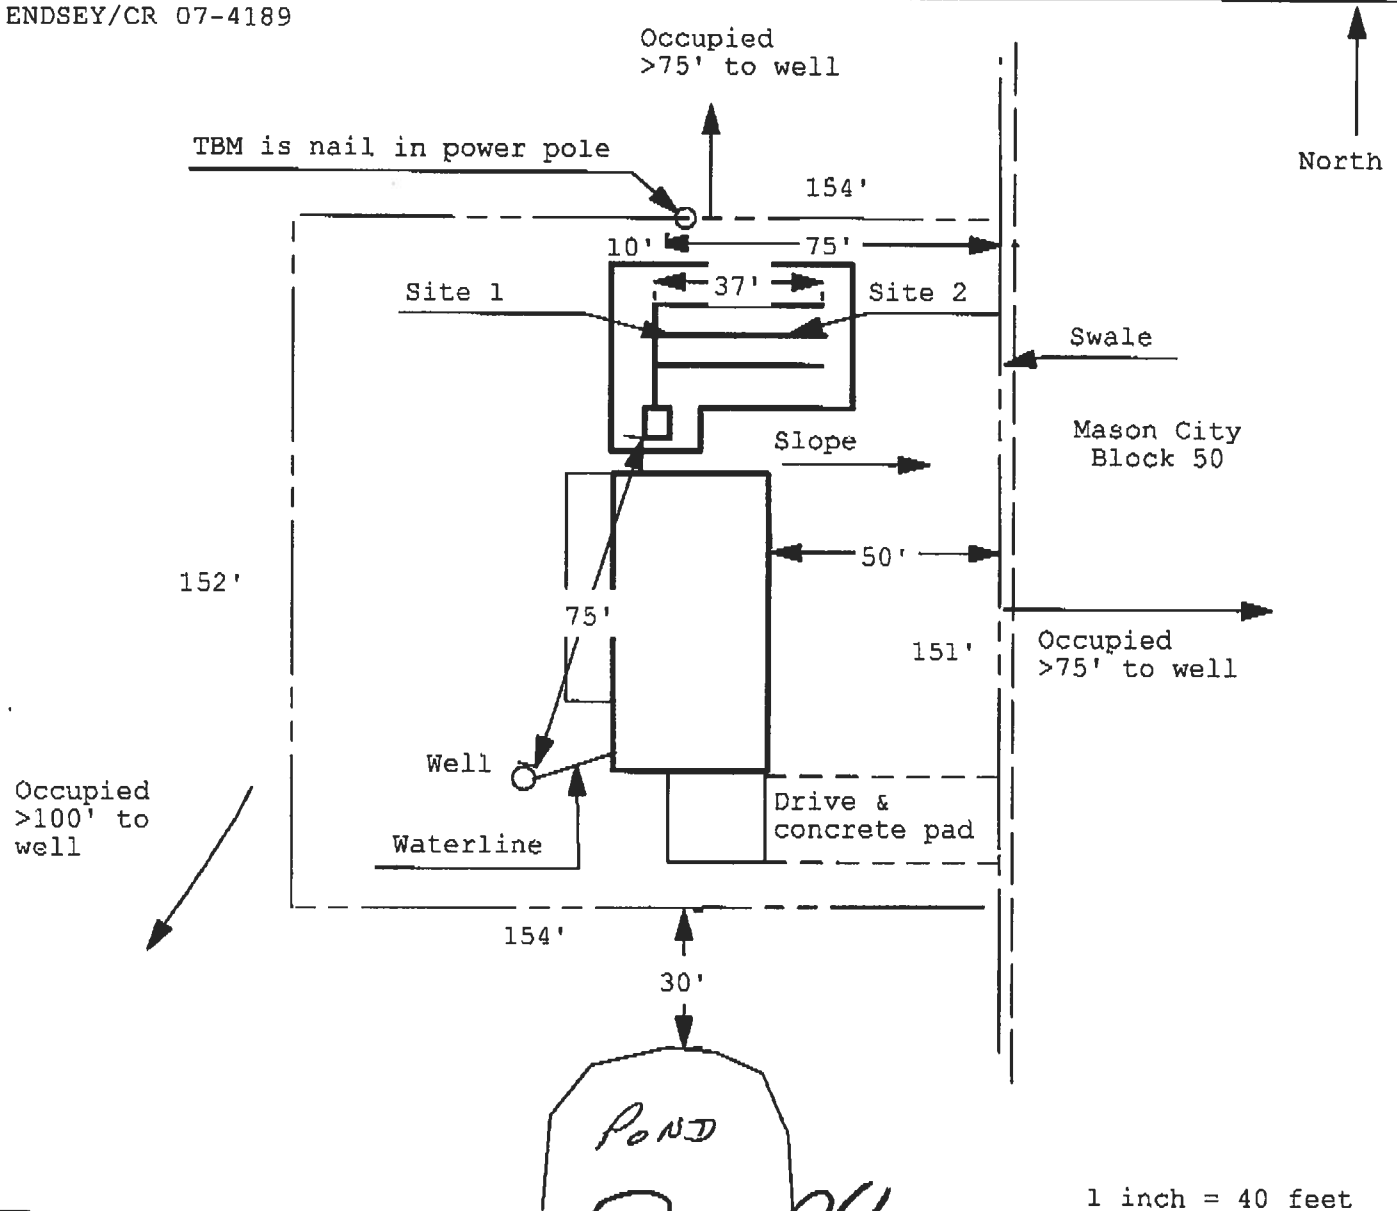 ENDSEY/CR 07-4189
Occupied
>75' to well
North
TBM is nail in power pole
154'
10'
75'
37'
Site 1
Site 2
Swale
Mason City
Block 50
Slope
50'
152'
75'
151'
Occupied
>75' to well
Well
Occupied
>100' to
well
Drive &
concrete pad
Waterline
154'
30'
POND
1 inch = 40 feet